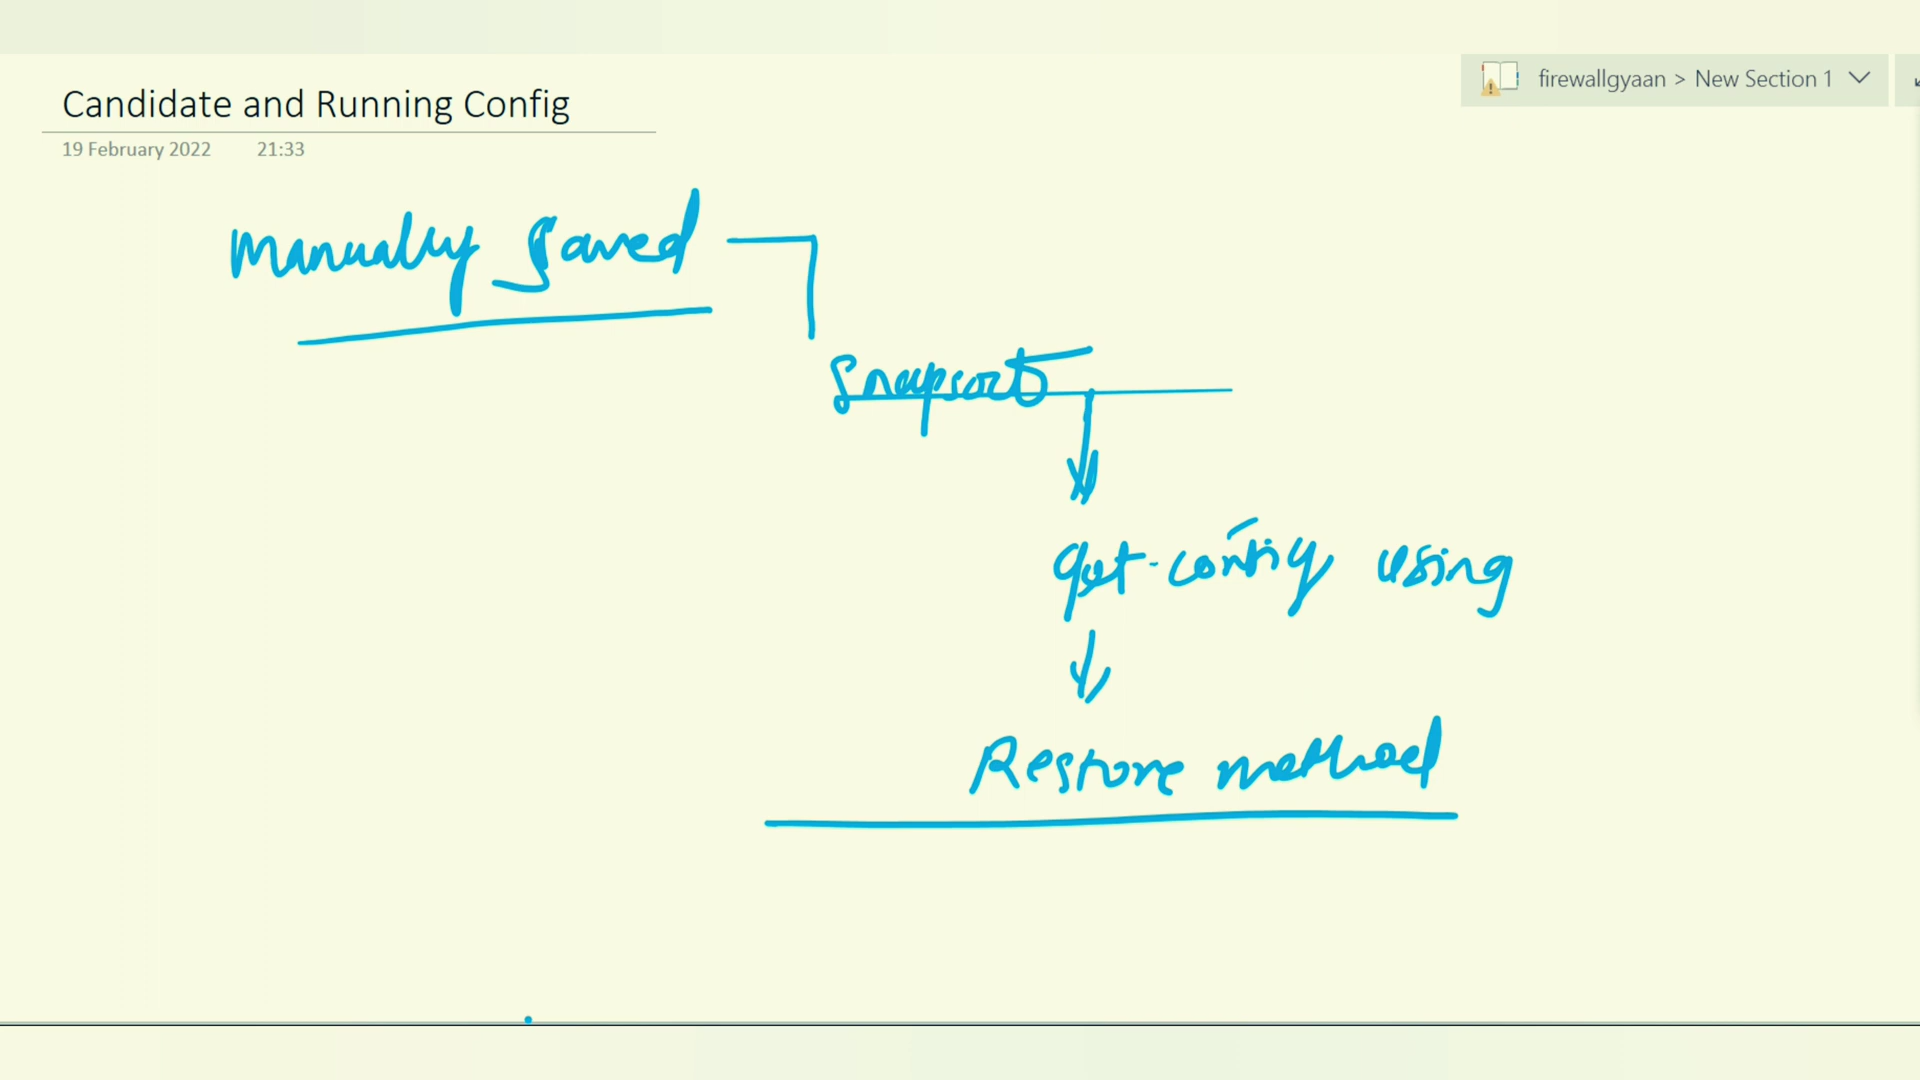 firewallgyaan > New Section 1
Candidate and Running Config
19 February 2022 21:33
Manually saved
Snapsort
get-config using
Restore method